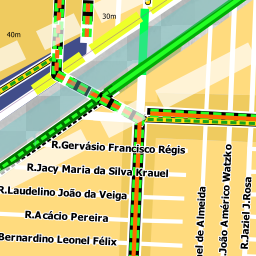 30m
40m
R.Gervásio Francisco Régis
R.Jacy Maria da Silva Krauel
R.Laudelino João da Veiga
R.Acácio Pereira
Bernardino Leonel Félix
el de Almeida
.João Américo Watzko
R.Jaziel J.Rosa